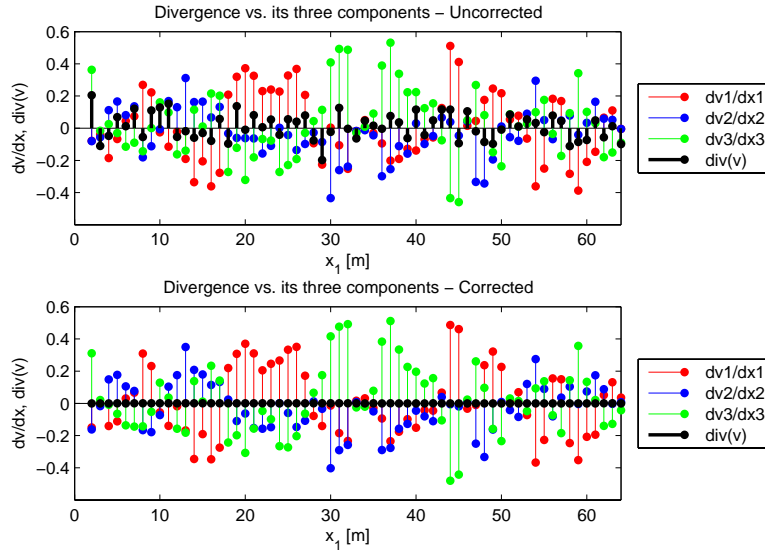 Divergence vs. its three components − Uncorrected
0.6
0.4
0.2
0
−0.2
−0.4
dv/dx, div(v)
0 10 20 30 40 50 60
x1 [m]
dv1/dx1
dv2/dx2
dv3/dx3
div(v)
Divergence vs. its three components − Corrected
0.6
0.4
0.2
0
−0.2
−0.4
dv/dx, div(v)
0 10 20 30 40 50 60
x1 [m]
dv1/dx1
dv2/dx2
dv3/dx3
div(v)